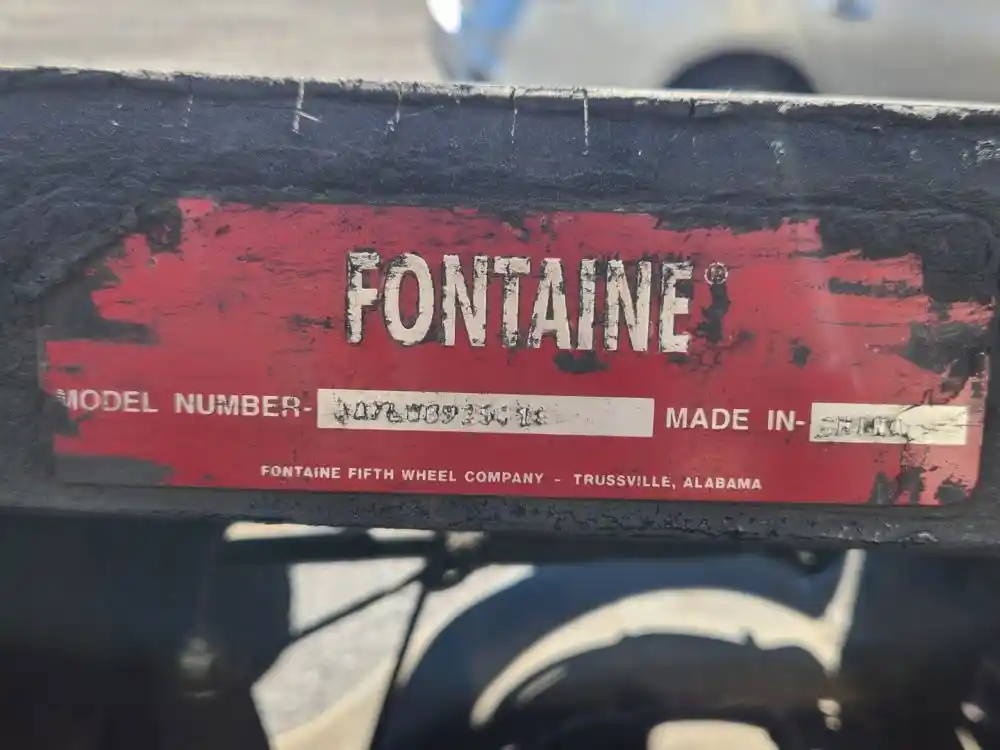 FONTAINE®
MODEL NUMBER- MADE IN-
FONTAINE FIFTH WHEEL COMPANY - TRUSSVILLE, ALABAMA